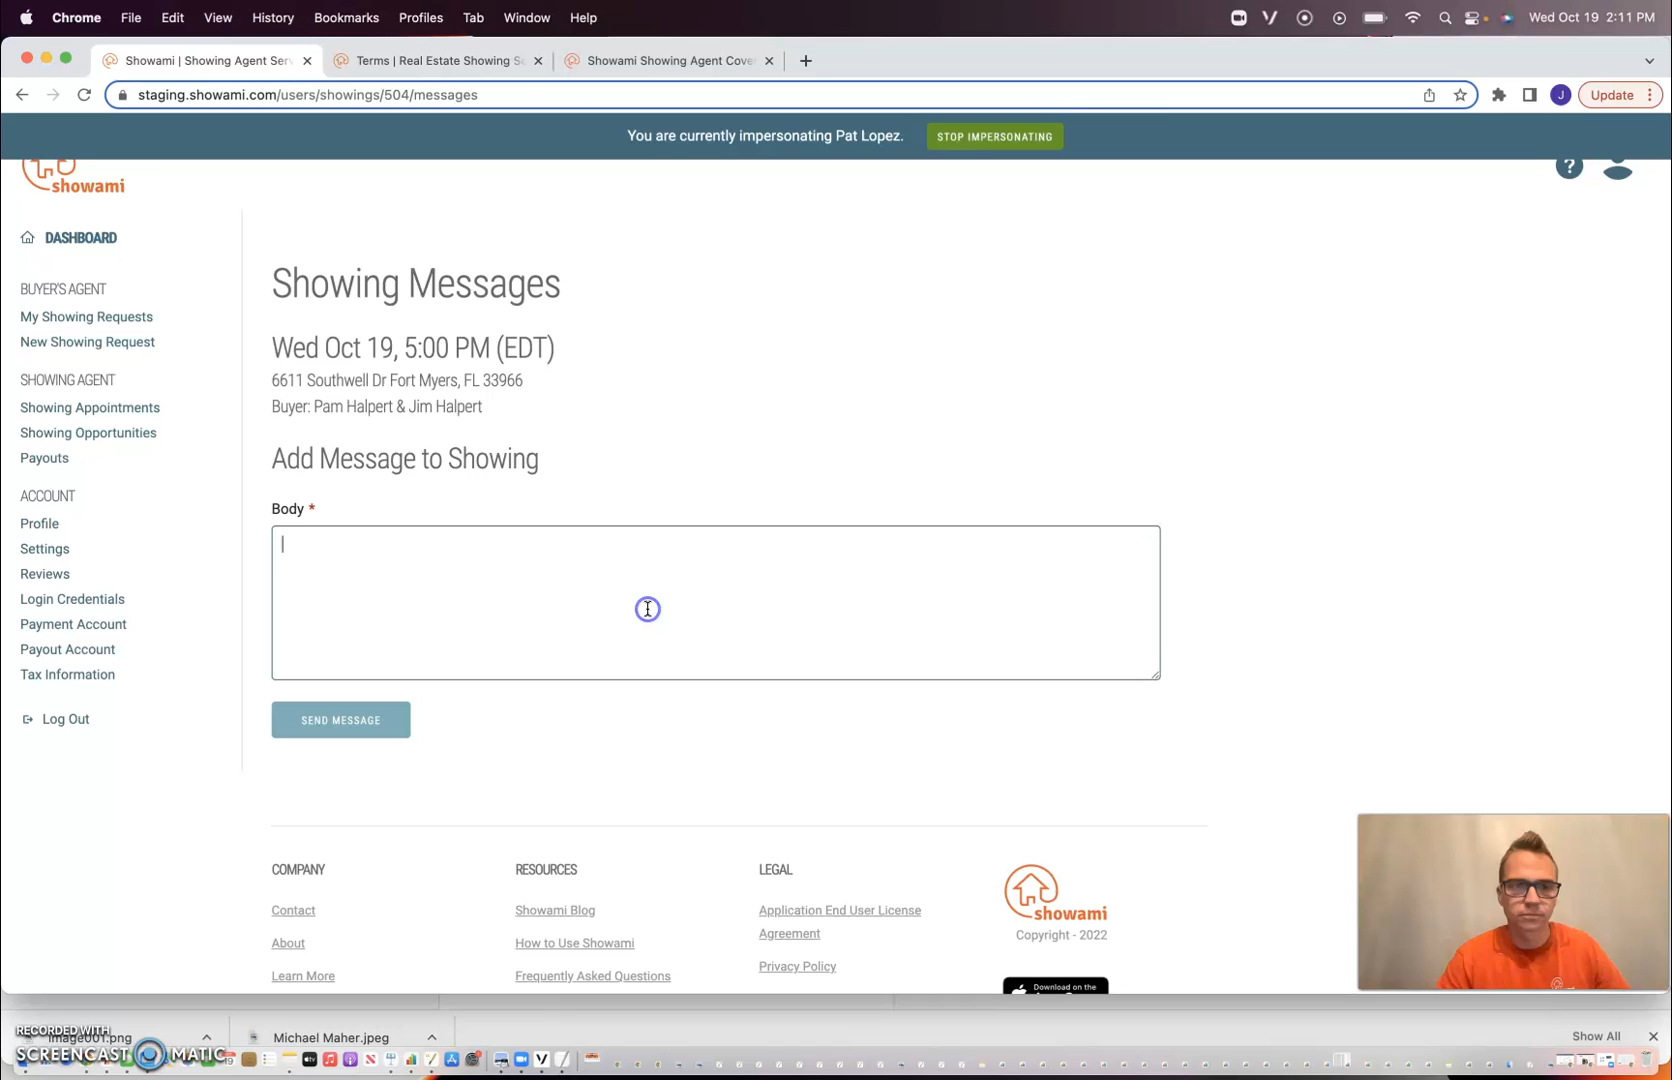 Chrome File Edit View History Bookmarks Profiles Tab Window Help Wed Oct 19 2:11 PM
Showami | Showing Agent Serv Terms | Real Estate Showing Se Showami Showing Agent Cove
staging.showami.com/users/showings/504/messages J Update
You are currently impersonating Pat Lopez. STOP IMPERSONATING
showami ?
DASHBOARD
BUYER'S AGENT
My Showing Requests
New Showing Request
SHOWING AGENT
Showing Appointments
Showing Opportunities
Payouts
ACCOUNT
Profile
Settings
Reviews
Login Credentials
Payment Account
Payout Account
Tax Information
Log Out
Showing Messages
Wed Oct 19, 5:00 PM (EDT)
6611 Southwell Dr Fort Myers, FL 33966
Buyer: Pam Halpert & Jim Halpert
Add Message to Showing
Body *
SEND MESSAGE
COMPANY
Contact
About
Learn More
RESOURCES
Showami Blog
How to Use Showami
Frequently Asked Questions
LEGAL
Application End User License
Agreement
Privacy Policy
showami
Copyright - 2022
Download on the
image001.png Michael Maher.jpeg Show All
RECORDED WITH
SCREENCAST MATIC